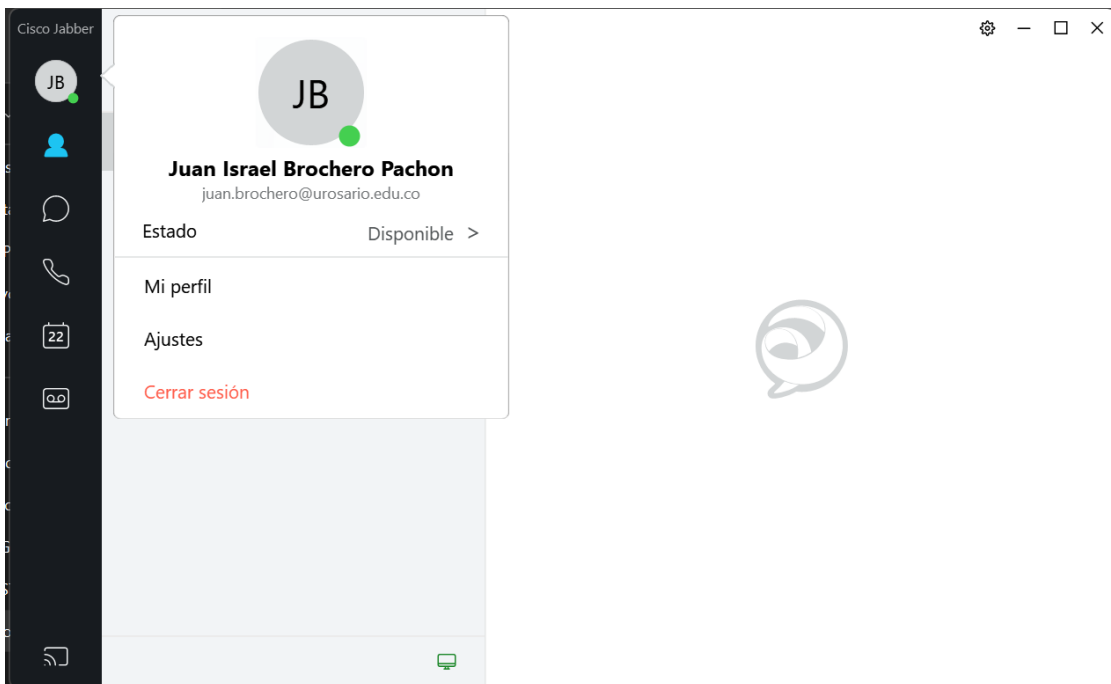 Cisco Jabber
JB
JB
Juan Israel Brochero Pachon
juan.brochero@urosario.edu.co
Estado Disponible >
Mi perfil
22
Ajustes
Cerrar sesión